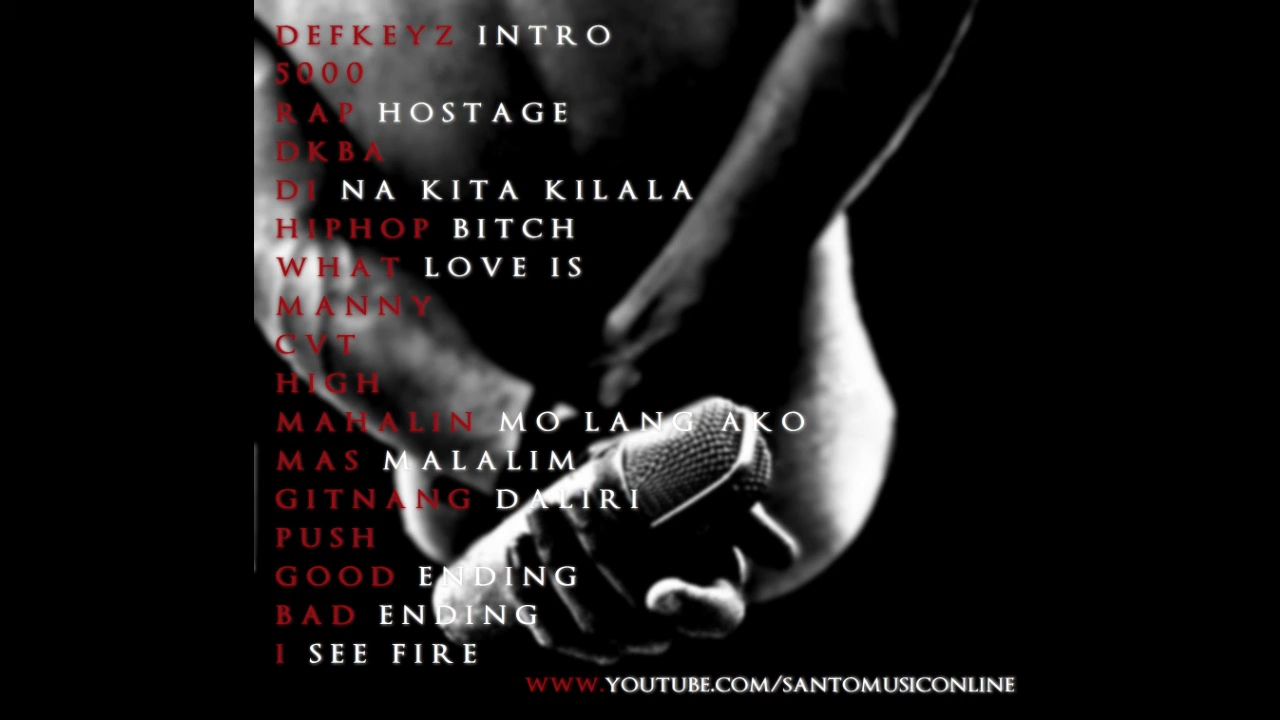 DEFKEYZ INTRO
5000
RAP HOSTAGE
DKBA
DI NA KITA KILALA
HIPHOP BITCH
WHAT LOVE IS
MANNY
CVT
HIGH
MAHALIN MO LANG AKO
MAS MALALIM
GITNANG DALIRI
PUSH
GOOD ENDING
BAD ENDING
I SEE FIRE
WWW.YOUTUBE.COM/SANTOMUSICONLINE